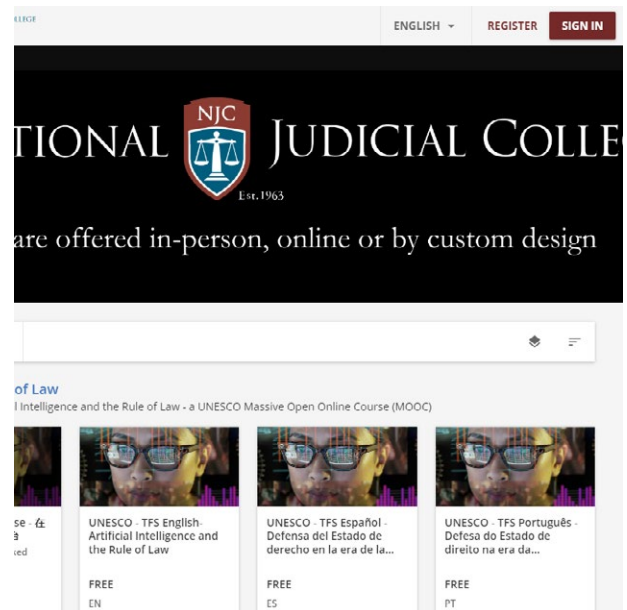 ENGLISH REGISTER SIGN IN
TIONAL NJC JUDICIAL COLLE
Est.1963
are offered in-person, online or by custom design
of Law
l Intelligence and the Rule of Law - a UNESCO Massive Open Online Course (MOOC)
se - 在
UNESCO - TFS English-
Artificial Intelligence and
the Rule of Law
FREE
EN
UNESCO - TFS Español -
Defensa del Estado de
derecho en la era de la...
FREE
ES
UNESCO - TFS Português -
Defesa do Estado de
direito na era da...
FREE
PT